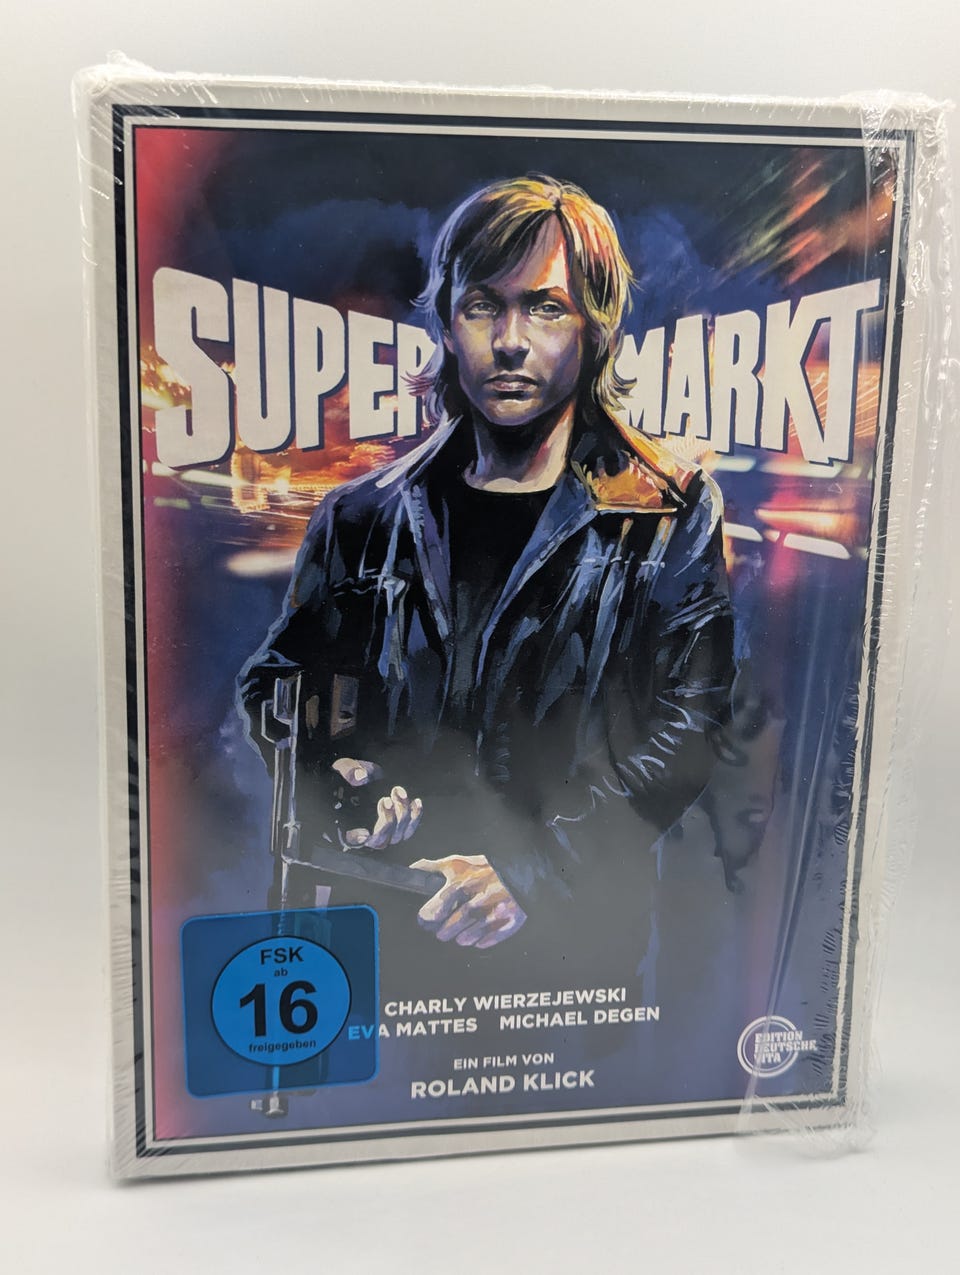 SUPERMARKT
FSK
ab
16
freigegeben
CHARLY WIERZEJEWSKI
EVA MATTES MICHAEL DEGEN
EIN FILM VON
ROLAND KLICK
EDITION
DEUTSCHE
VITA